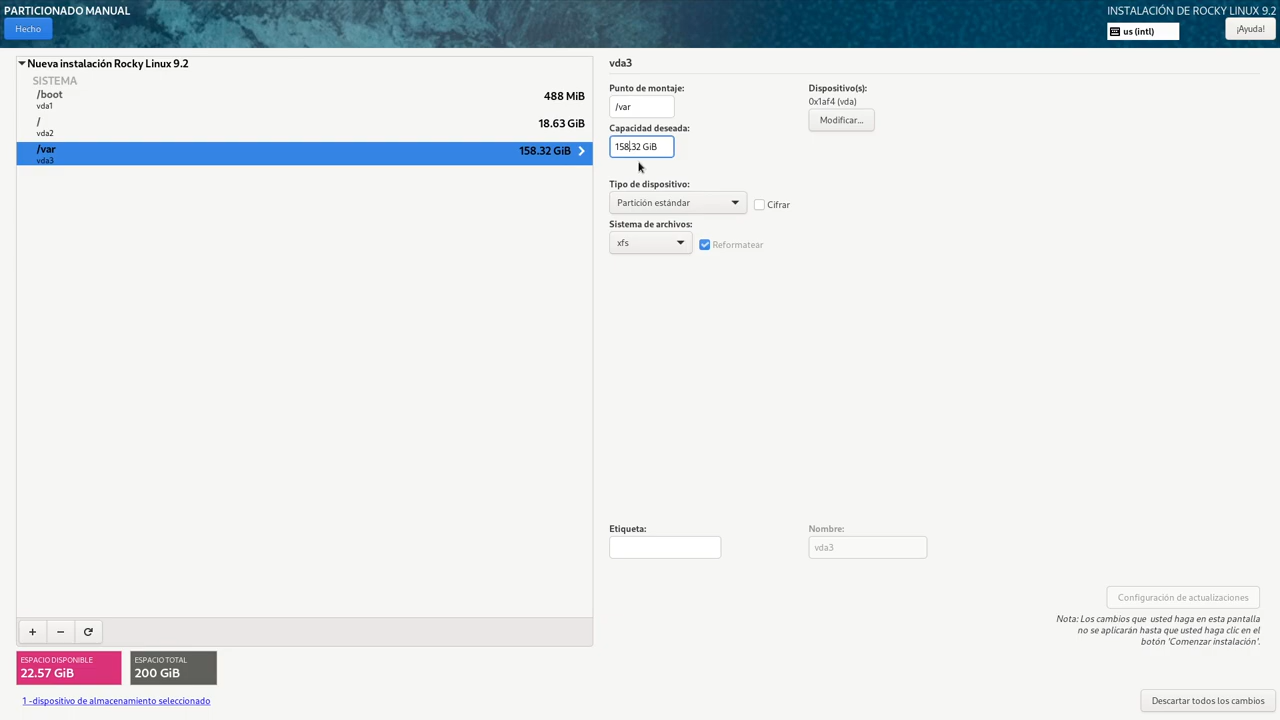 PARTICIONADO MANUAL
Hecho
INSTALACIÓN DE ROCKY LINUX 9.2
us (intl)
¡Ayuda!
Nueva instalación Rocky Linux 9.2
SISTEMA
/boot
488 MiB
vda1
/
18.63 GiB
vda2
/var
158.32 GiB
vda3
vda3
Punto de montaje:
/var
Capacidad deseada:
158.32 GiB
Dispositivo(s):
0x1af4 (vda)
Modificar...
Tipo de dispositivo:
Partición estándar
Cifrar
Sistema de archivos:
xfs
Reformatear
Etiqueta:
Nombre:
vda3
Configuración de actualizaciones
Nota: Los cambios que usted haga en esta pantalla
no se aplicarán hasta que usted haga clic en el
botón 'Comenzar instalación'.
ESPACIO DISPONIBLE
22.57 GiB
ESPACIO TOTAL
200 GiB
1 -dispositivo de almacenamiento seleccionado
Descartar todos los cambios